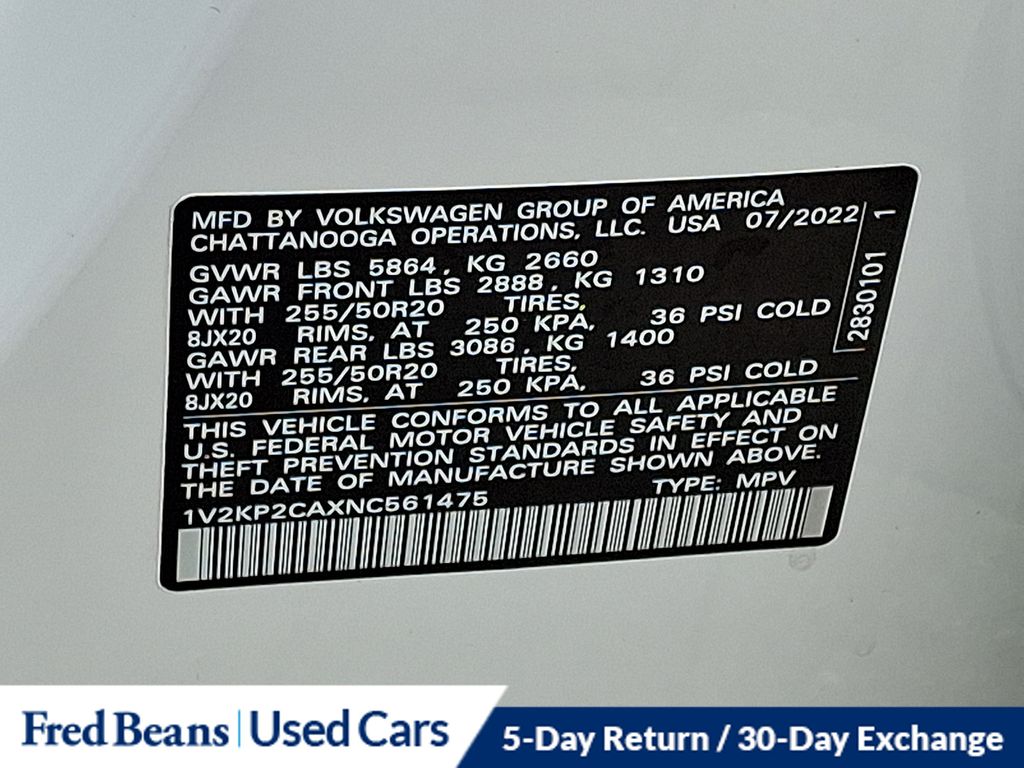 MFD BY VOLKSWAGEN GROUP OF AMERICA
CHATTANOOGA OPERATIONS, LLC. USA 07/2022
GVWR LBS 5864, KG 2660
GAWR FRONT LBS 2888, KG 1310
WITH 255/50R20 TIRES,
8JX20 RIMS, AT 250 KPA, 36 PSI COLD
GAWR REAR LBS 3086, KG 1400
WITH 255/50R20 TIRES,
8JX20 RIMS, AT 250 KPA, 36 PSI COLD
2830101 1
THIS VEHICLE CONFORMS TO ALL APPLICABLE
U.S. FEDERAL MOTOR VEHICLE SAFETY AND
THEFT PREVENTION STANDARDS IN EFFECT ON
THE DATE OF MANUFACTURE SHOWN ABOVE.
1V2KP2CAXNC561475 TYPE: MPV
Fred Beans | Used Cars
5-Day Return / 30-Day Exchange